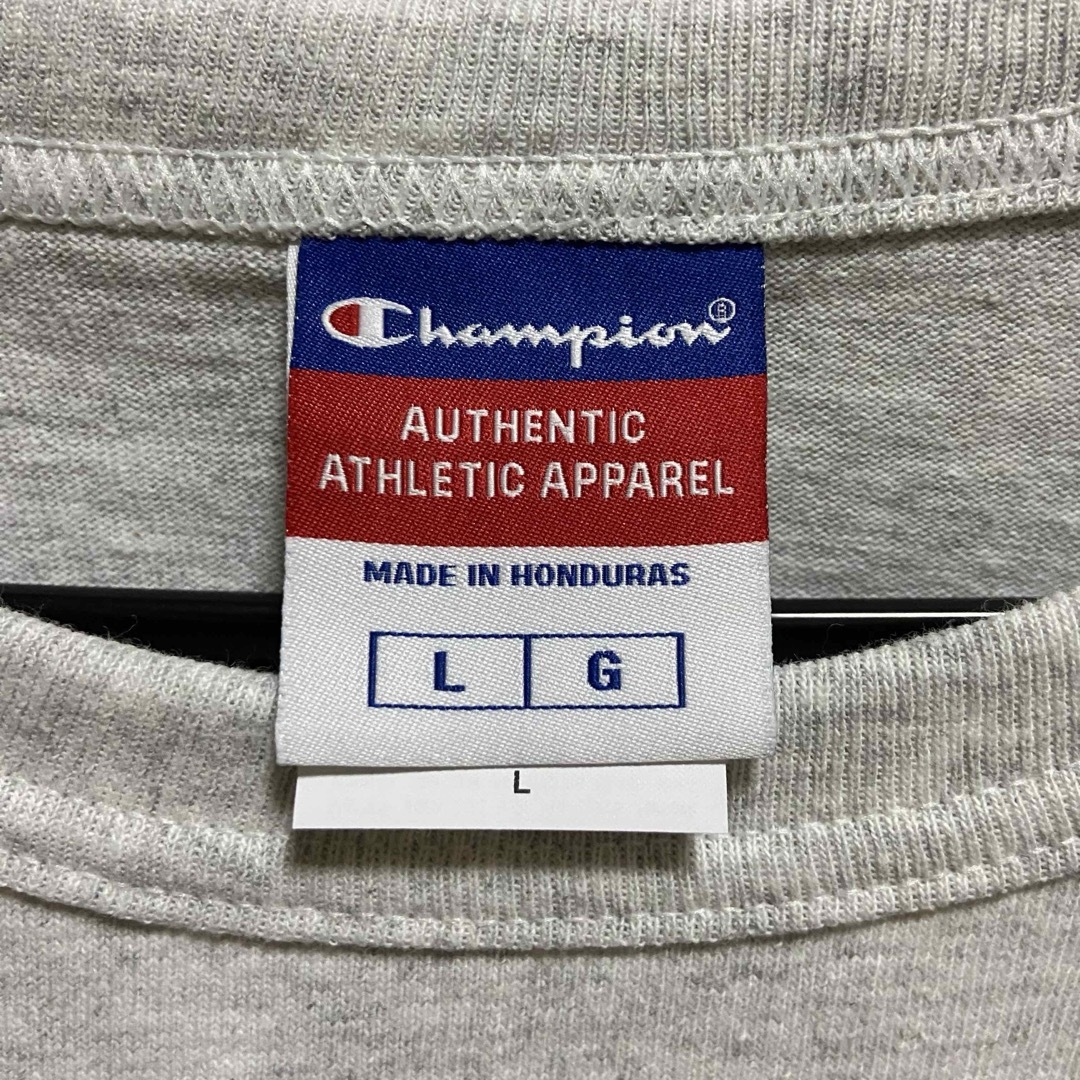 Champion®
AUTHENTIC
ATHLETIC APPAREL
MADE IN HONDURAS
L G
L